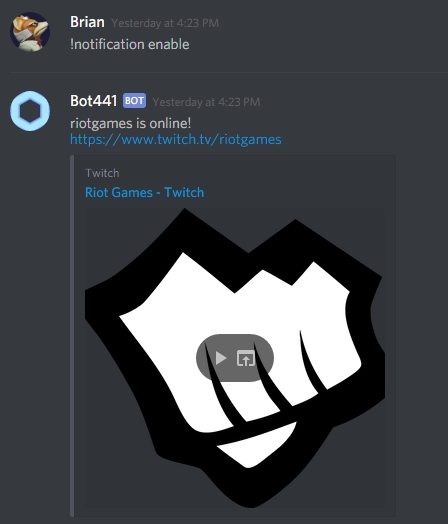 Brian Yesterday at 4:23 PM
!notification enable
Bot441 BOT Yesterday at 4:23 PM
riotgames is online!
https://www.twitch.tv/riotgames
Twitch
Riot Games - Twitch